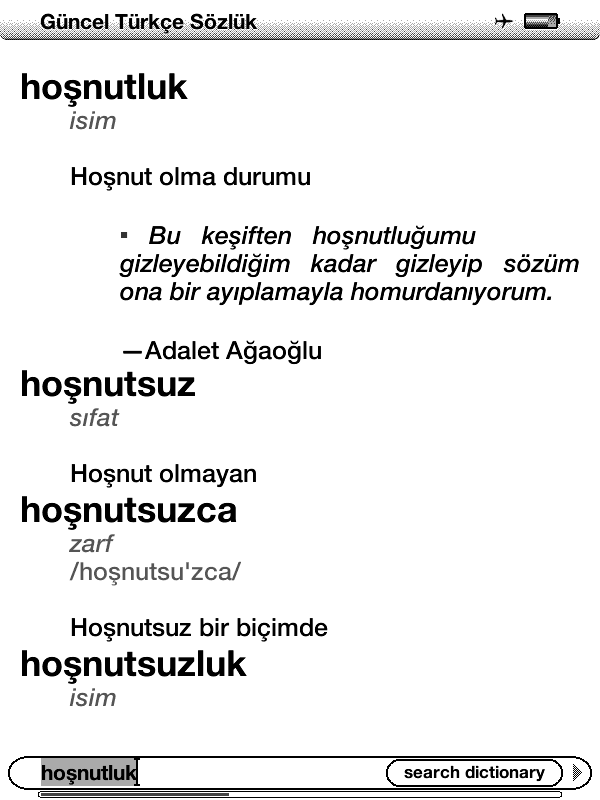 Güncel Türkçe Sözlük
hoşnutluk
isim
Hoşnut olma durumu
▪ Bu keşiften hoşnutluğumu
gizleyebildiğim kadar gizleyip sözüm
ona bir ayıplamayla homurdanıyorum.
—Adalet Ağaoğlu
hoşnutsuz
sıfat
Hoşnut olmayan
hoşnutsuzca
zarf
/hoşnutsu'zca/
Hoşnutsuz bir biçimde
hoşnutsuzluk
isim
hoşnutluk search dictionary